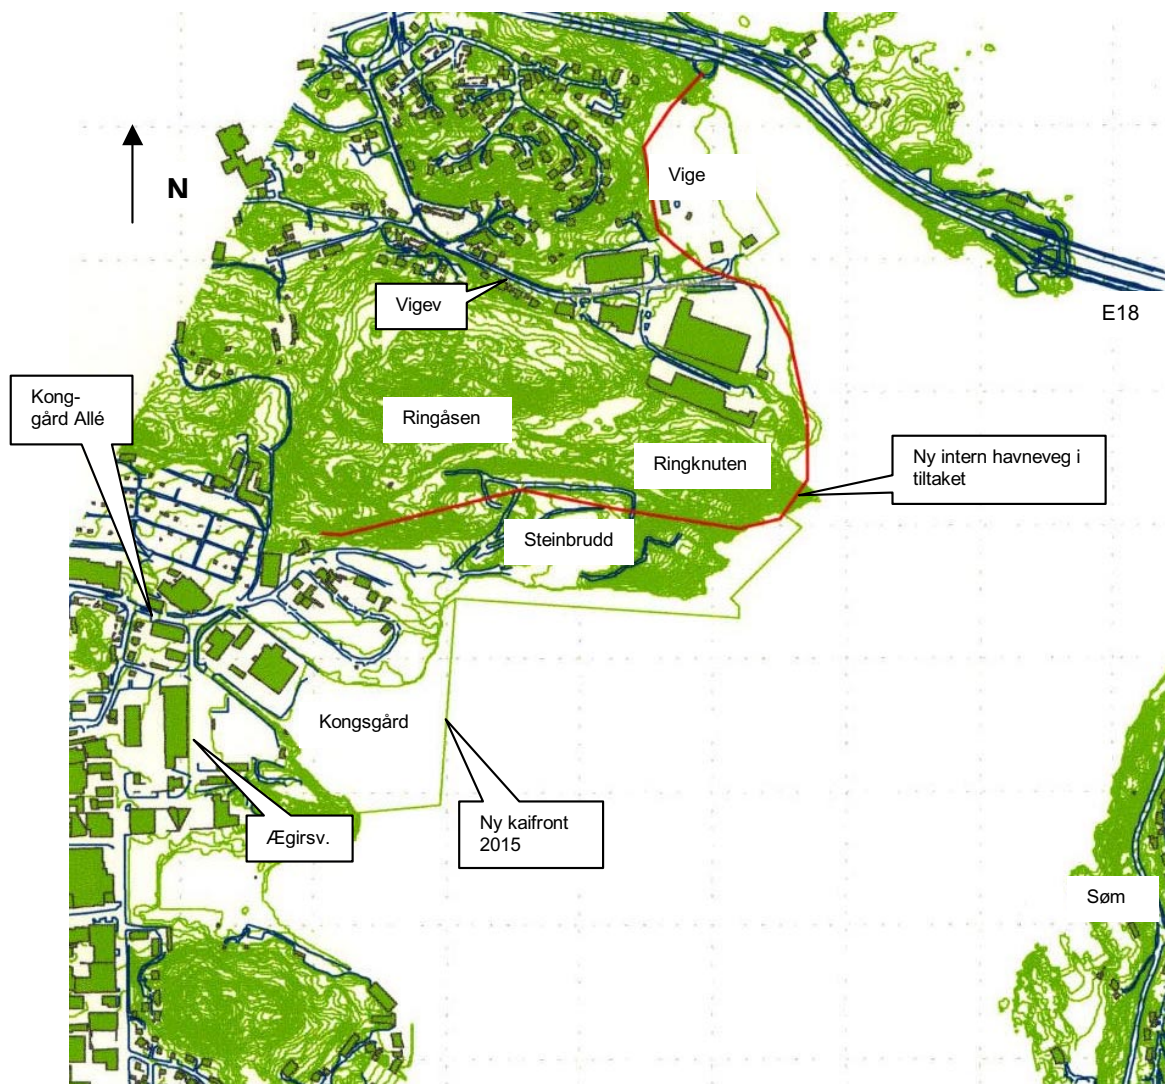 N
Vige
Vigev
E18
Kong-
gård Allé
Ringåsen
Ringknuten
Ny intern havneveg i
tiltaket
Steinbrudd
Kongsgård
Ægirsv.
Ny kaifront
2015
Søm